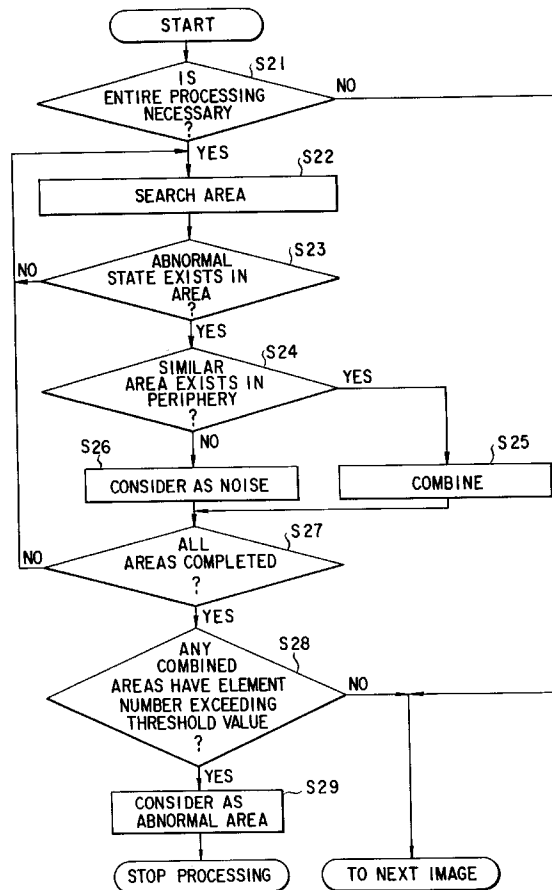 START
S21
IS
ENTIRE PROCESSING
NECESSARY
?
NO
YES
S22
SEARCH AREA
S23
ABNORMAL
STATE EXISTS IN
AREA
?
NO
YES
S24
SIMILAR
AREA EXISTS IN
PERIPHERY
?
YES
NO
S26
CONSIDER AS NOISE
S25
COMBINE
S27
ALL
AREAS COMPLETED
?
NO
YES
S28
ANY
COMBINED
AREAS HAVE ELEMENT
NUMBER EXCEEDING
THRESHOLD VALUE
?
NO
YES
S29
CONSIDER AS
ABNORMAL AREA
STOP PROCESSING
TO NEXT IMAGE